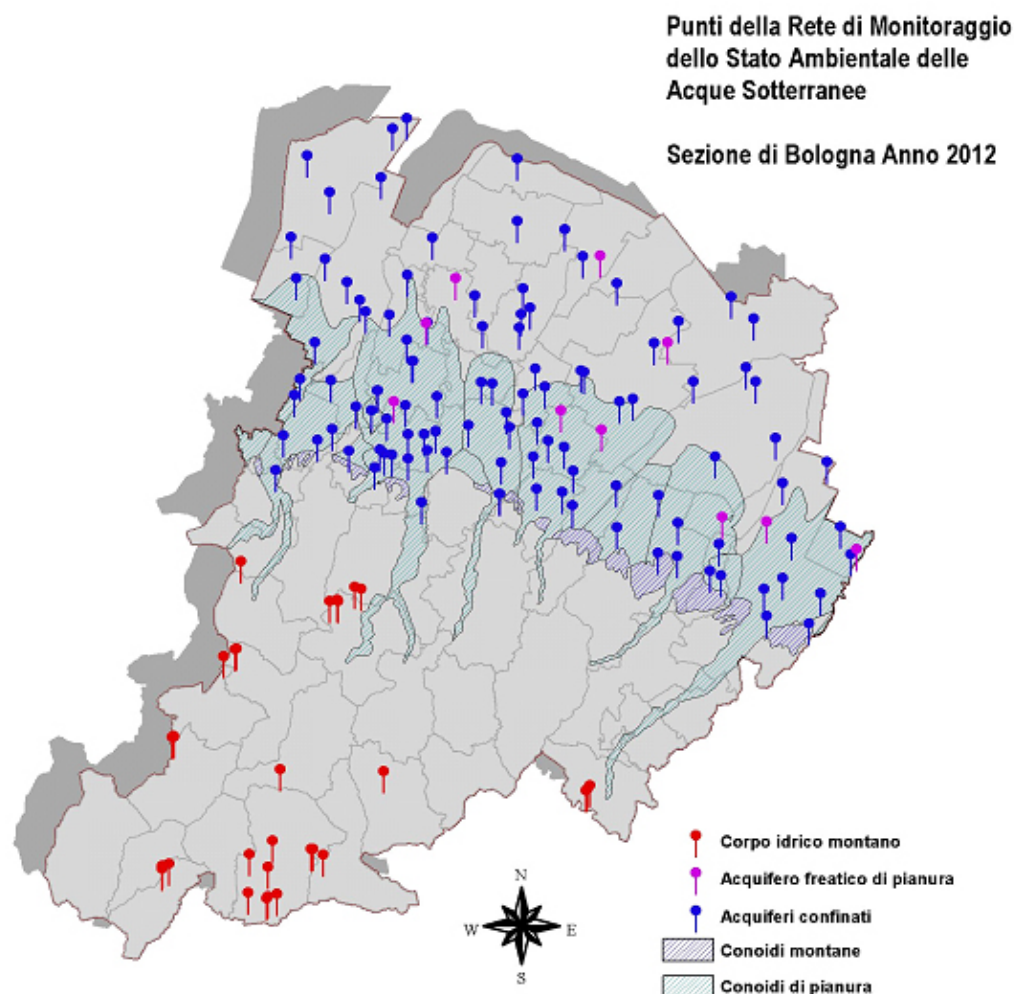 Punti della Rete di Monitoraggio
dello Stato Ambientale delle
Acque Sotterranee
Sezione di Bologna Anno 2012
Corpo idrico montano
Acquifero freatico di pianura
Acquiferi confinati
Conoidi montane
Conoidi di pianura
N
W E
S